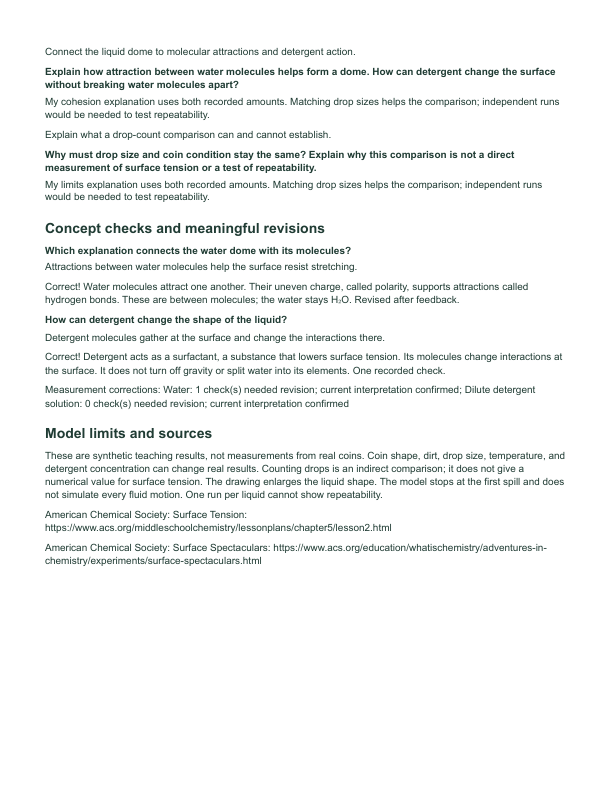 Connect the liquid dome to molecular attractions and detergent action.
Explain how attraction between water molecules helps form a dome. How can detergent change the surface
without breaking water molecules apart?
My cohesion explanation uses both recorded amounts. Matching drop sizes helps the comparison; independent runs
would be needed to test repeatability.
Explain what a drop-count comparison can and cannot establish.
Why must drop size and coin condition stay the same? Explain why this comparison is not a direct
measurement of surface tension or a test of repeatability.
My limits explanation uses both recorded amounts. Matching drop sizes helps the comparison; independent runs
would be needed to test repeatability.
Concept checks and meaningful revisions
Which explanation connects the water dome with its molecules?
Attractions between water molecules help the surface resist stretching.
Correct! Water molecules attract one another. Their uneven charge, called polarity, supports attractions called
hydrogen bonds. These are between molecules; the water stays H₂O. Revised after feedback.
How can detergent change the shape of the liquid?
Detergent molecules gather at the surface and change the interactions there.
Correct! Detergent acts as a surfactant, a substance that lowers surface tension. Its molecules change interactions at
the surface. It does not turn off gravity or split water into its elements. One recorded check.
Measurement corrections: Water: 1 check(s) needed revision; current interpretation confirmed; Dilute detergent
solution: 0 check(s) needed revision; current interpretation confirmed
Model limits and sources
These are synthetic teaching results, not measurements from real coins. Coin shape, dirt, drop size, temperature, and
detergent concentration can change real results. Counting drops is an indirect comparison; it does not give a
numerical value for surface tension. The drawing enlarges the liquid shape. The model stops at the first spill and does
not simulate every fluid motion. One run per liquid cannot show repeatability.
American Chemical Society: Surface Tension:
https://www.acs.org/middleschoolchemistry/lessonplans/chapter5/lesson2.html
American Chemical Society: Surface Spectaculars: https://www.acs.org/education/whatischemistry/adventures-in-
chemistry/experiments/surface-spectaculars.html